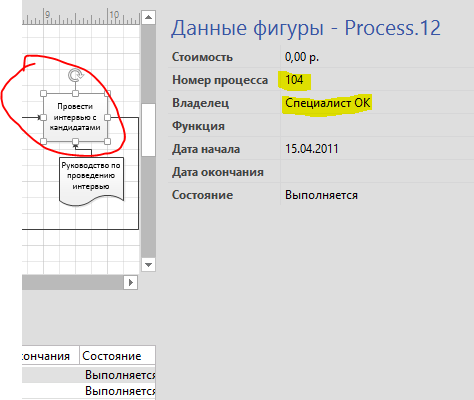 9
10
Провести
интервью с
кандидатами
Руководство по
проведению
интервью
Данные фигуры - Process.12
Стоимость 0,00 р.
Номер процесса 104
Владелец Специалист ОК
Функция
Дата начала 15.04.2011
Дата окончания
Состояние Выполняется
ончания Состояние
Выполняется
Выполняется